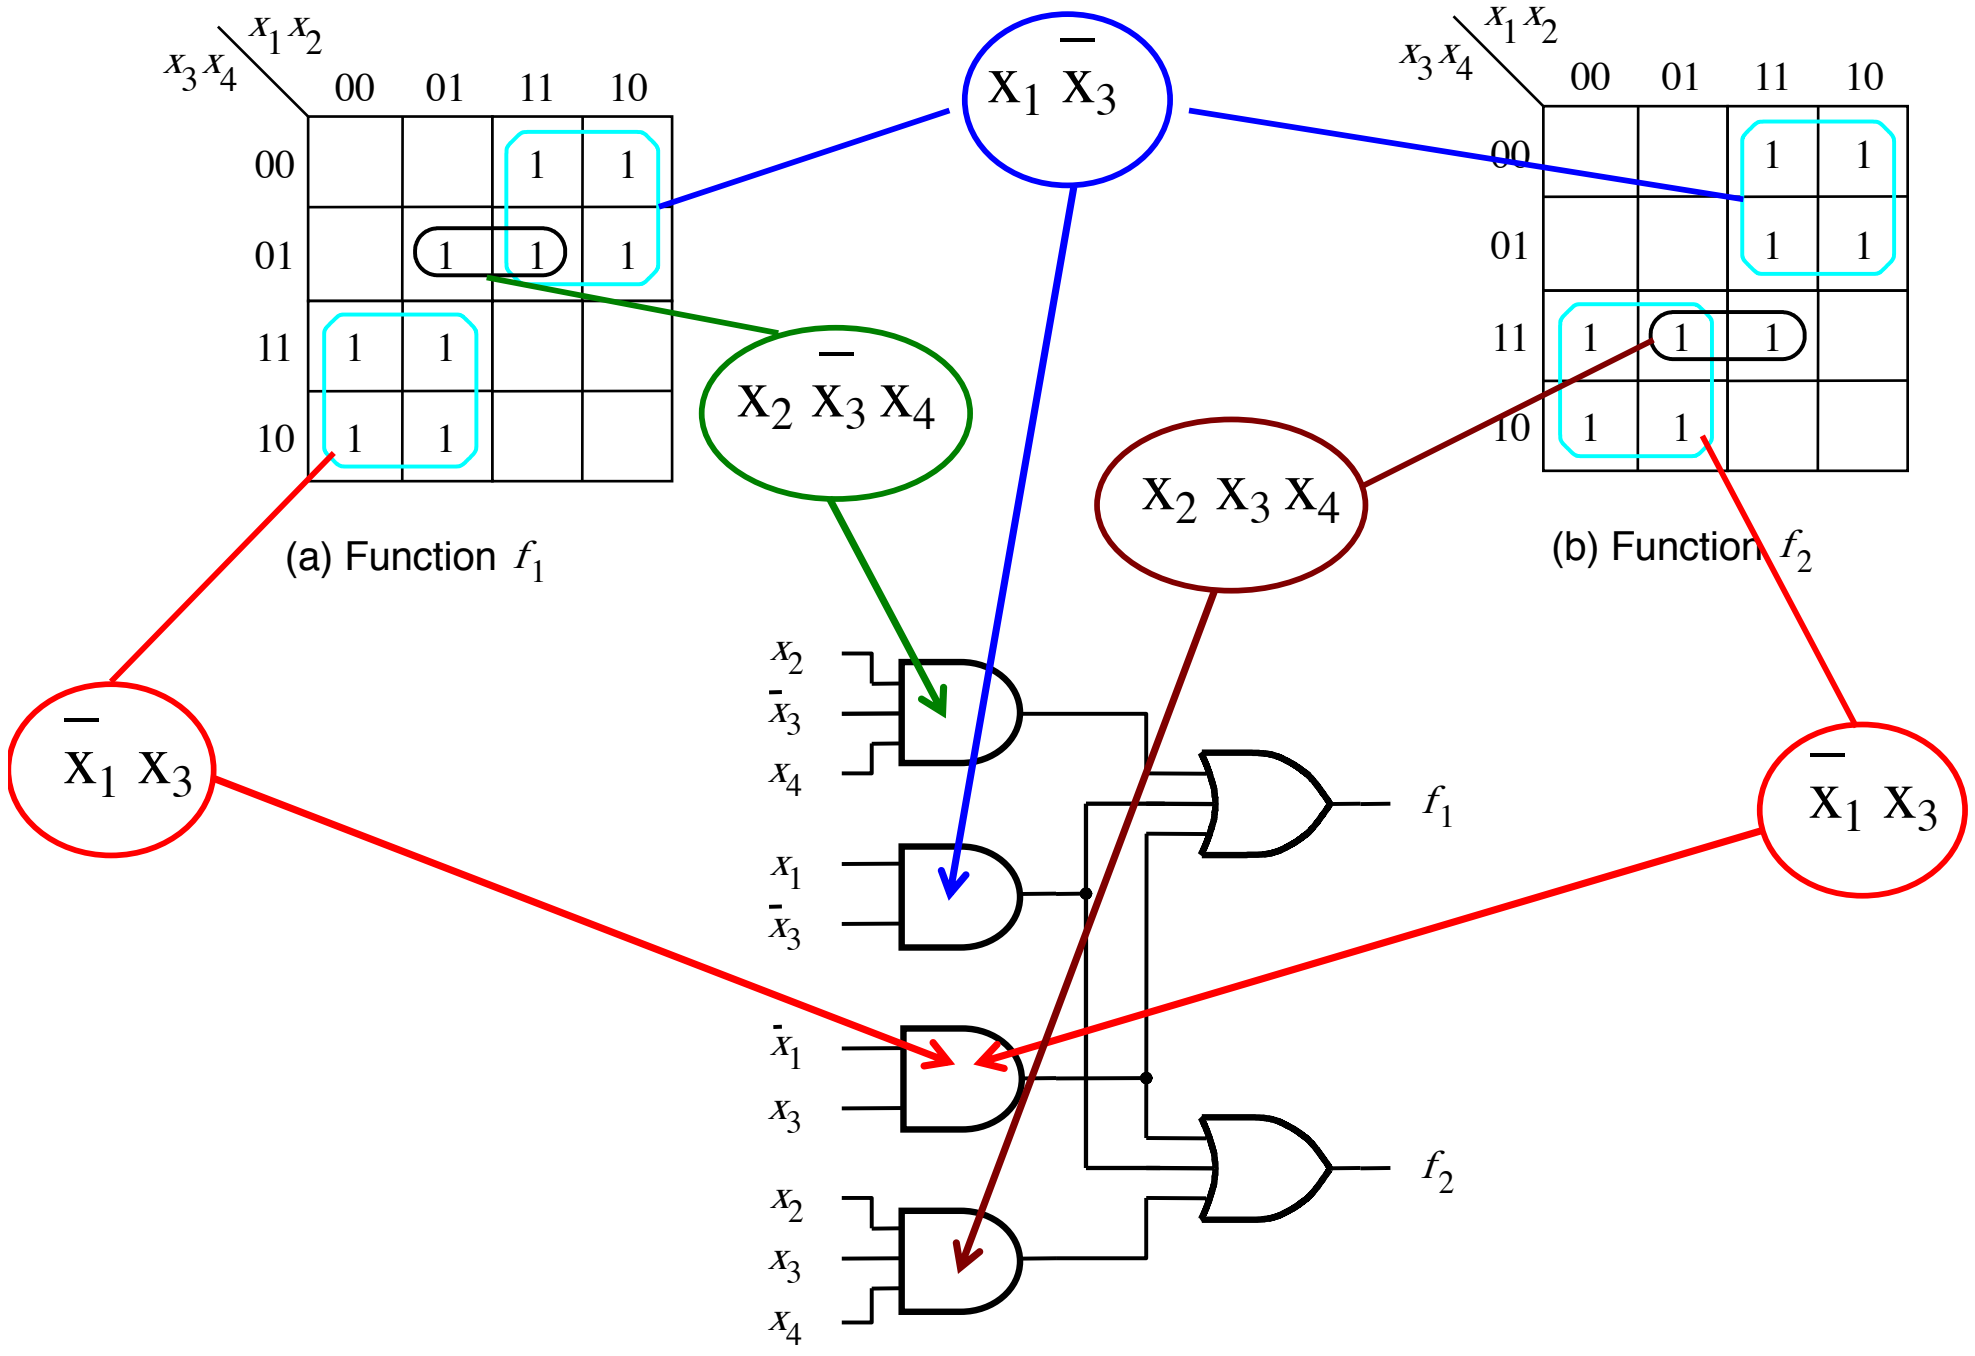 x1 x2
x3 x4
00 01 11 10
00 1 1
01 1 1 1
11 1 1
10 1 1
(a) Function f1
x1 x̅3
x2 x̅3 x4
x1 x2
x3 x4
00 01 11 10
00 1 1
01 1 1
11 1 1 1
10 1 1
(b) Function f2
x2 x3 x4
x̅1 x3
x̅1 x3
x2
x̅3
x4
x1
x̅3
x̅1
x3
x2
x3
x4
f1
f2